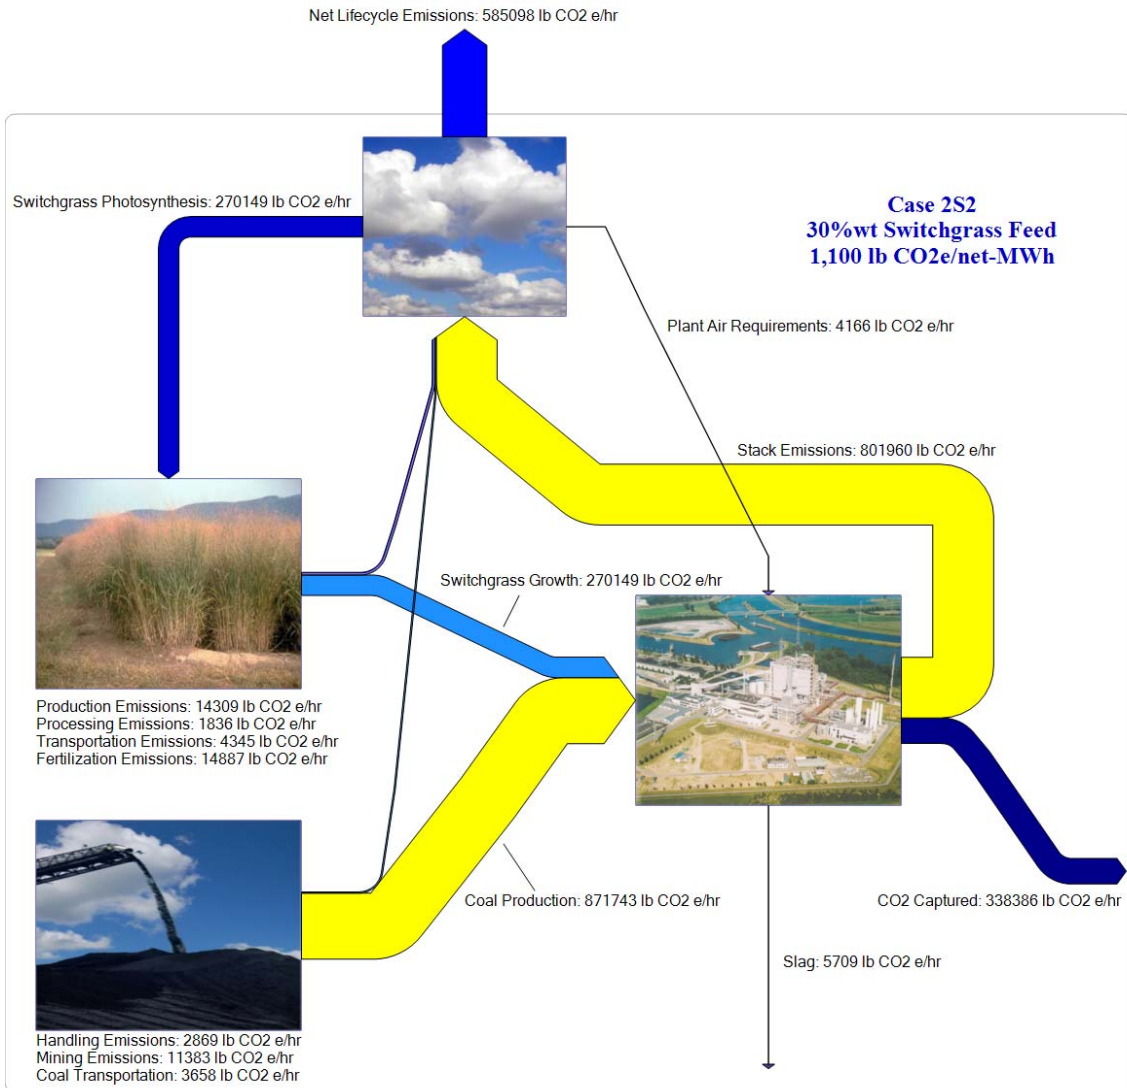 Net Lifecycle Emissions: 585098 lb CO2 e/hr
Switchgrass Photosynthesis: 270149 lb CO2 e/hr
Case 2S2
30%wt Switchgrass Feed
1,100 lb CO2e/net-MWh
Plant Air Requirements: 4166 lb CO2 e/hr
Stack Emissions: 801960 lb CO2 e/hr
Switchgrass Growth: 270149 lb CO2 e/hr
Production Emissions: 14309 lb CO2 e/hr
Processing Emissions: 1836 lb CO2 e/hr
Transportation Emissions: 4345 lb CO2 e/hr
Fertilization Emissions: 14887 lb CO2 e/hr
Coal Production: 871743 lb CO2 e/hr
CO2 Captured: 338386 lb CO2 e/hr
Slag: 5709 lb CO2 e/hr
Handling Emissions: 2869 lb CO2 e/hr
Mining Emissions: 11383 lb CO2 e/hr
Coal Transportation: 3658 lb CO2 e/hr